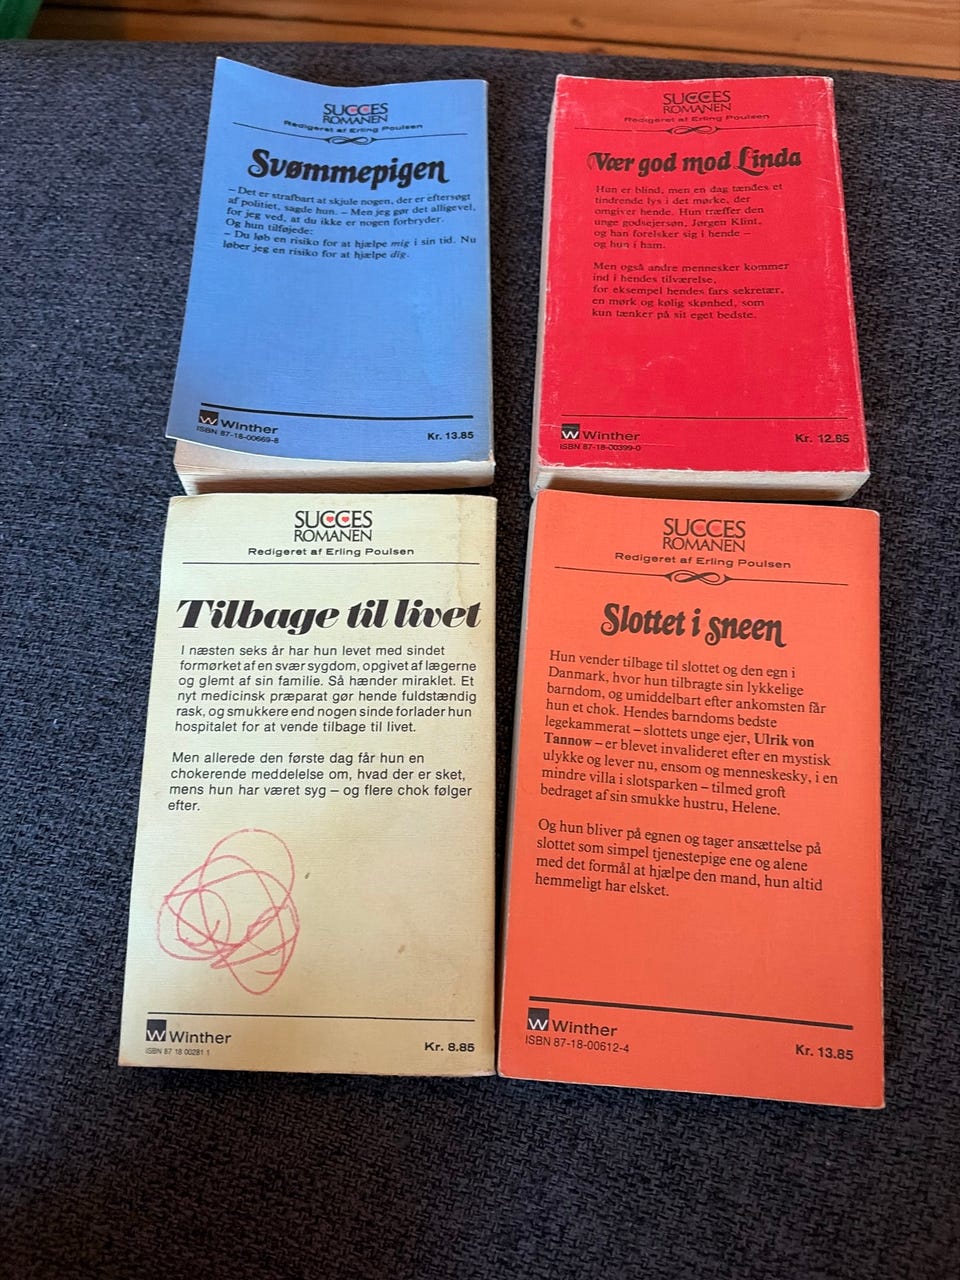 SUCCES
ROMANEN
Redigeret af Erling Poulsen
Svømmepigen
– Det er strafbart at skjule nogen, der er eftersøgt
af politiet, sagde hun. – Men jeg gør det alligevel,
for jeg ved, at du ikke er nogen forbryder.
Og hun tilføjede:
– Du løb en risiko for at hjælpe mig i sin tid. Nu
løber jeg en risiko for at hjælpe dig.
W Winther
ISBN 87-18-00669-8
Kr. 13.85
SUCCES
ROMANEN
Redigeret af Erling Poulsen
Vær god mod Linda
Hun er blind, men en dag tændes et
tindrende lys i det mørke, der
omgiver hende. Hun træffer den
unge godsejersøn, Jørgen Klint,
og han forelsker sig i hende –
og hun i ham.
Men også andre mennesker kommer
ind i hendes tilværelse,
for eksempel hendes fars sekretær,
en mørk og kølig skønhed, som
kun tænker på sit eget bedste.
W Winther
ISBN 87-18-00399-0
Kr. 12.85
SUCCES
ROMANEN
Redigeret af Erling Poulsen
Tilbage til livet
I næsten seks år har hun levet med sindet
formørket af en svær sygdom, opgivet af lægerne
og glemt af sin familie. Så hænder miraklet. Et
nyt medicinsk præparat gør hende fuldstændig
rask, og smukkere end nogen sinde forlader hun
hospitalet for at vende tilbage til livet.
Men allerede den første dag får hun en
chokerende meddelelse om, hvad der er sket,
mens hun har været syg – og flere chok følger
efter.
W Winther
ISBN 87 18 00281 1
Kr. 8.85
SUCCES
ROMANEN
Redigeret af Erling Poulsen
Slottet i sneen
Hun vender tilbage til slottet og den egn i
Danmark, hvor hun tilbragte sin lykkelige
barndom, og umiddelbart efter ankomsten får
hun et chok. Hendes barndoms bedste
legekammerat – slottets unge ejer, Ulrik von
Tannow – er blevet invalideret efter en mystisk
ulykke og lever nu, ensom og menneskesky, i en
mindre villa i slotsparken – tilmed groft
bedraget af sin smukke hustru, Helene.
Og hun bliver på egnen og tager ansættelse på
slottet som simpel tjenestepige ene og alene
med det formål at hjælpe den mand, hun altid
hemmeligt har elsket.
W Winther
ISBN 87-18-00612-4
Kr. 13.85